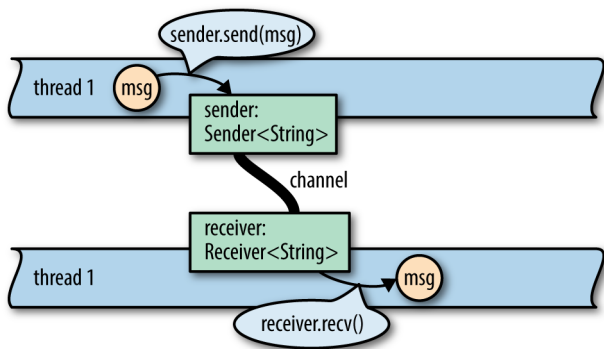 sender.send(msg)
thread 1
msg
sender:
Sender<String>
channel
receiver:
Receiver<String>
thread 1
msg
receiver.recv()